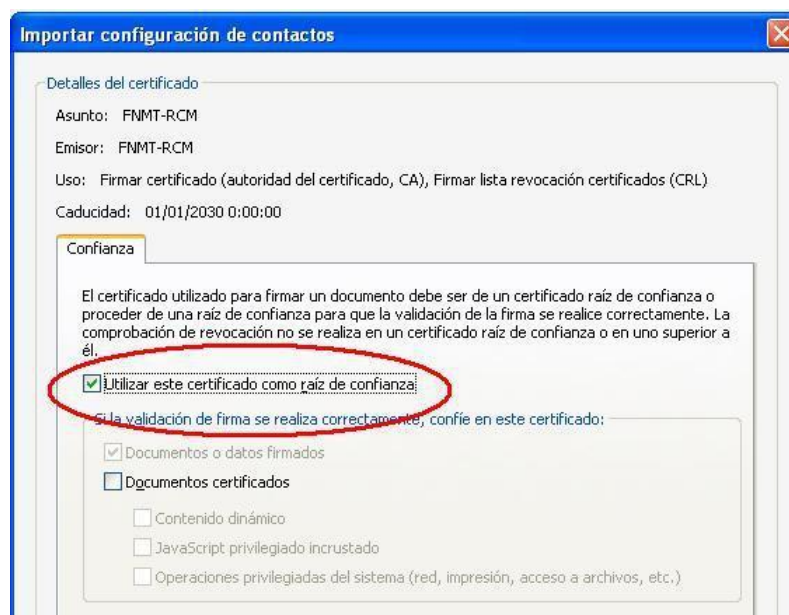 Importar configuración de contactos
Detalles del certificado
Asunto: FNMT-RCM
Emisor: FNMT-RCM
Uso: Firmar certificado (autoridad del certificado, CA), Firmar lista revocación certificados (CRL)
Caducidad: 01/01/2030 0:00:00
Confianza
El certificado utilizado para firmar un documento debe ser de un certificado raíz de confianza o
proceder de una raíz de confianza para que la validación de la firma se realice correctamente. La
comprobación de revocación no se realiza en un certificado raíz de confianza o en uno superior a
él.
Utilizar este certificado como raíz de confianza
Si la validación de firma se realiza correctamente, confíe en este certificado:
Documentos o datos firmados
Documentos certificados
Contenido dinámico
JavaScript privilegiado incrustado
Operaciones privilegiadas del sistema (red, impresión, acceso a archivos, etc.)